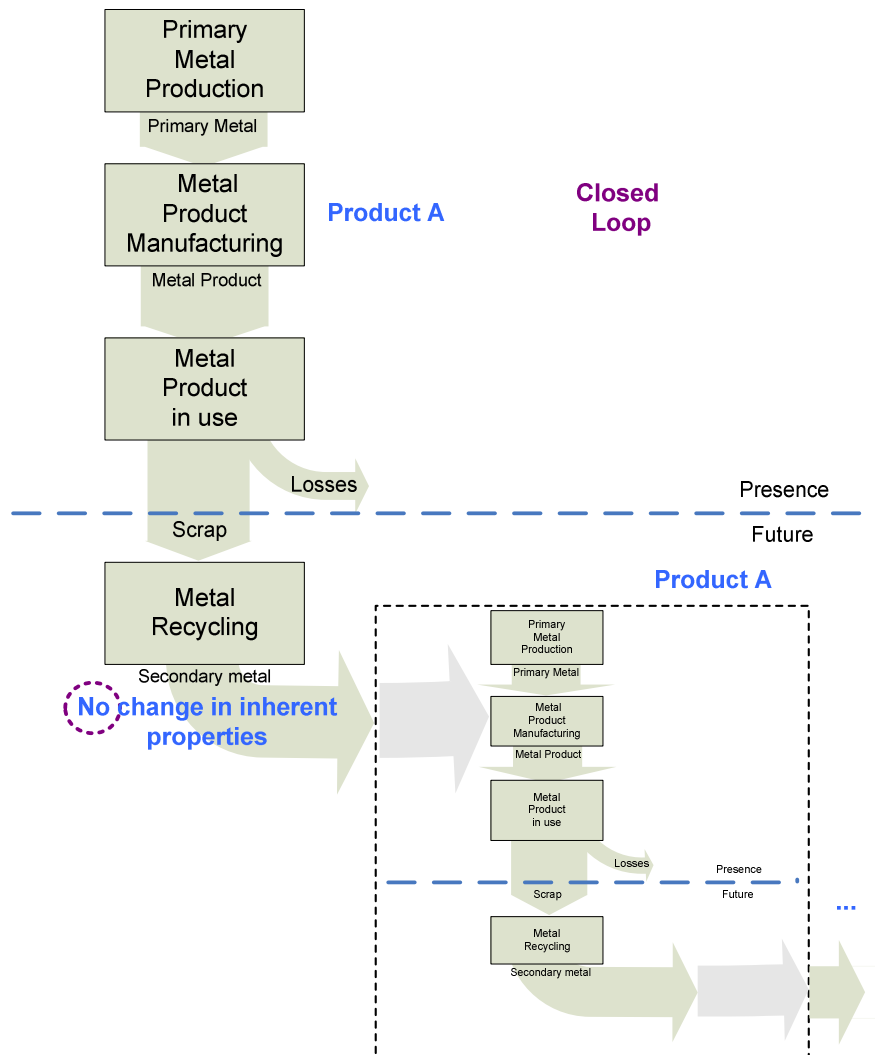 Primary
Metal
Production
Primary Metal
Metal
Product
Manufacturing
Product A
Closed
Loop
Metal Product
Metal
Product
in use
Losses
Presence
Scrap
Future
Metal
Recycling
Secondary metal
No change in inherent
properties
Product A
Primary
Metal
Production
Primary Metal
Metal
Product
Manufacturing
Metal Product
Metal
Product
in use
Losses
Presence
Scrap
Future
...
Metal
Recycling
Secondary metal